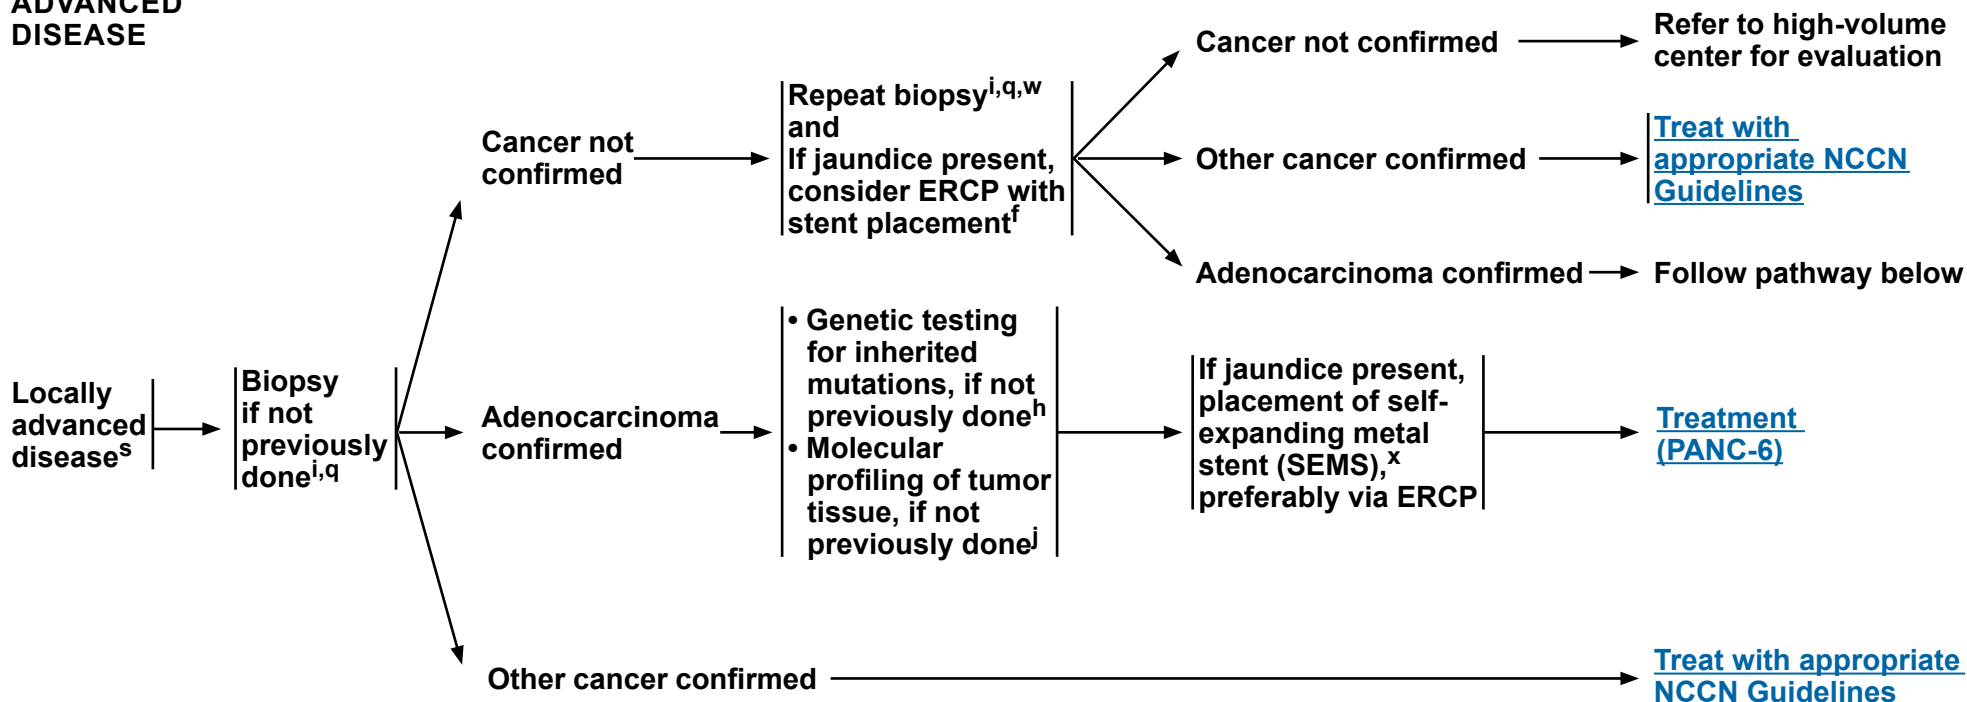 ADVANCED
DISEASE
Cancer not confirmed
Refer to high-volume
center for evaluation
Repeat biopsyi,q,w
and
If jaundice present,
consider ERCP with
stent placementf
Cancer not
confirmed
Other cancer confirmed
Treat with
appropriate NCCN
Guidelines
Adenocarcinoma confirmed
Follow pathway below
Locally
advanced
diseases
Biopsy
if not
previously
donei,q
Adenocarcinoma
confirmed
• Genetic testing
for inherited
mutations, if not
previously doneh
• Molecular
profiling of tumor
tissue, if not
previously donej
If jaundice present,
placement of self-
expanding metal
stent (SEMS),x
preferably via ERCP
Treatment
(PANC-6)
Other cancer confirmed
Treat with appropriate
NCCN Guidelines